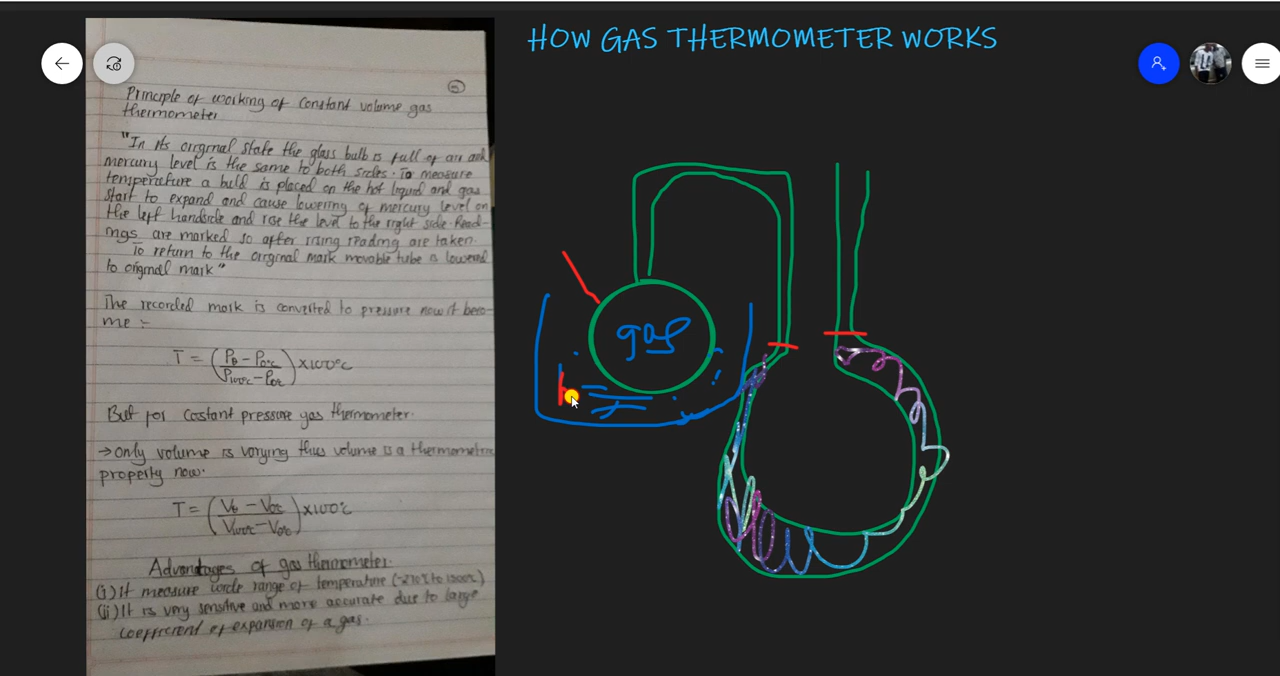 HOW GAS THERMOMETER WORKS
Principle of working of constant volume gas
thermometer
"In its original state the glass bulb is full of air and
mercury level is the same to both sides. To measure
temperature a bulb is placed on the hot liquid and gas
start to expand and cause lowering of mercury level on
the left handside and rise the level to the right side. Read-
ings are marked so after rising reading are taken.
To return to the original mark movable tube is lowered
to original mark"
The recorded mark is converted to pressure now it beco-
me :-
T = (Pθ - P0°C / P100°C - P0°C) x100°C
But for constant pressure gas thermometer.
→ only volume is varying thus volume is a thermometric
property now.
T = (Vθ - V0°C / V100°C - V0°C) x100°C
Advantages of gas thermometer.
(i) It measure wide range of temperature
(ii) It is very sensitive and more accurate due to large
coefficient of expansion of a gas.
gas